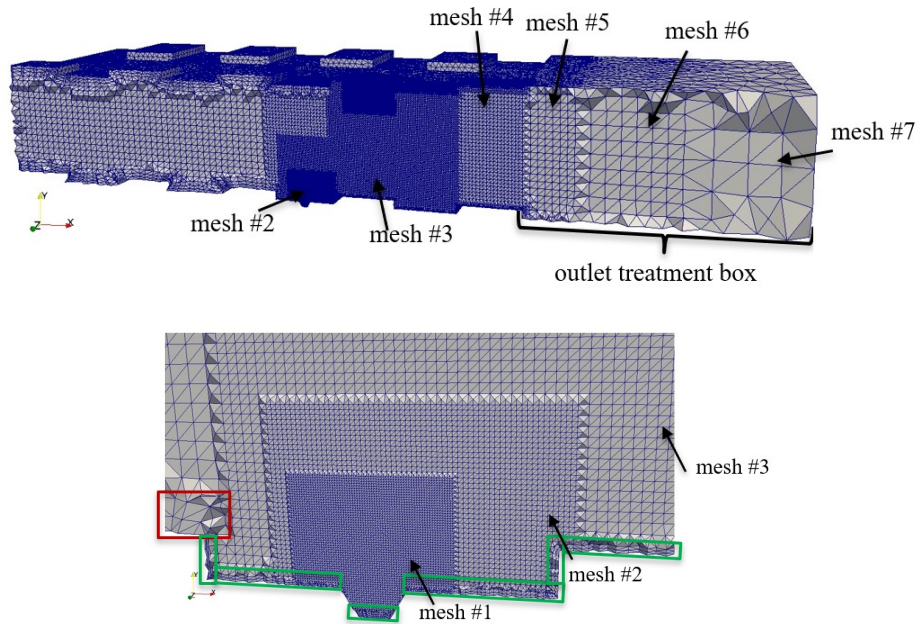 mesh #4
mesh #5
mesh #6
mesh #7
mesh #2
mesh #3
outlet treatment box
Y
Z
X
mesh #3
mesh #2
mesh #1
Y
Z
X